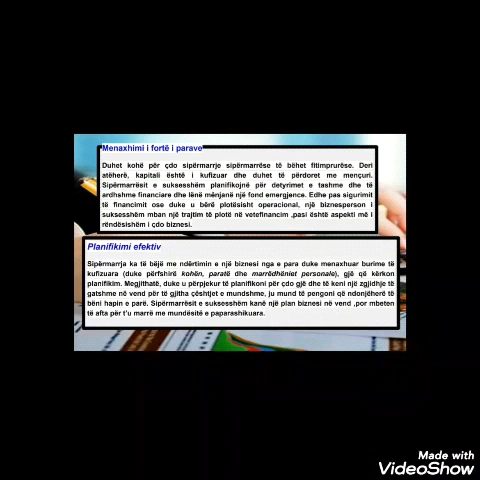 Menaxhimi i fortë i parave
Duhet kohë për çdo sipërmarrje sipërmarrëse të bëhet fitimprurëse. Deri
atëherë, kapitali është i kufizuar dhe duhet të përdoret me mençuri.
Sipërmarrësit e suksesshëm planifikojnë për detyrimet e tashme dhe të
ardhshme financiare dhe lënë mënjanë një fond emergjence. Edhe pas sigurimit
të financimit ose duke u bërë plotësisht operacional, një biznesperson i
suksesshëm mban një trajtim të plotë në vetefinancim ,pasi është aspekti më i
rëndësishëm i çdo biznesi.
Planifikimi efektiv
Sipërmarrja ka të bëjë me ndërtimin e një biznesi nga e para duke menaxhuar burime të
kufizuara (duke përfshirë kohën, paratë dhe marrëdhëniet personale), gjë që kërkon
planifikim. Megjithatë, duke u përpjekur të planifikoni për çdo gjë dhe të keni një zgjidhje të
gatshme në vend për të gjitha çështjet e mundshme, ju mund të pengoni që ndonjëherë të
bëni hapin e parë. Sipërmarrësit e suksesshëm kanë një plan biznesi në vend ,por mbeten
të afta për t'u marrë me mundësitë e paparashikuara.
Made with
VideoShow